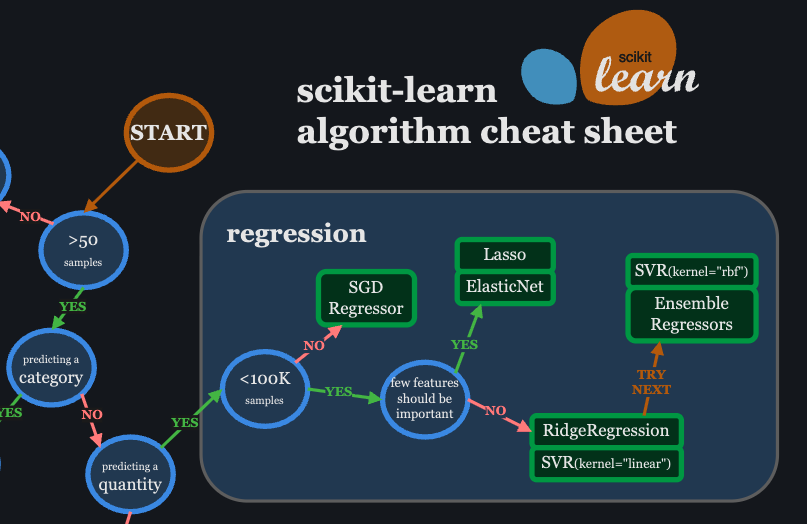 scikit
learn
scikit-learn
algorithm cheat sheet
START
NO
>50
samples
YES
predicting a
category
YES
NO
predicting a
quantity
YES
regression
<100K
samples
NO
SGD
Regressor
YES
few features
should be
important
YES
Lasso
ElasticNet
NO
RidgeRegression
SVR(kernel="linear")
TRY
NEXT
SVR(kernel="rbf")
Ensemble
Regressors